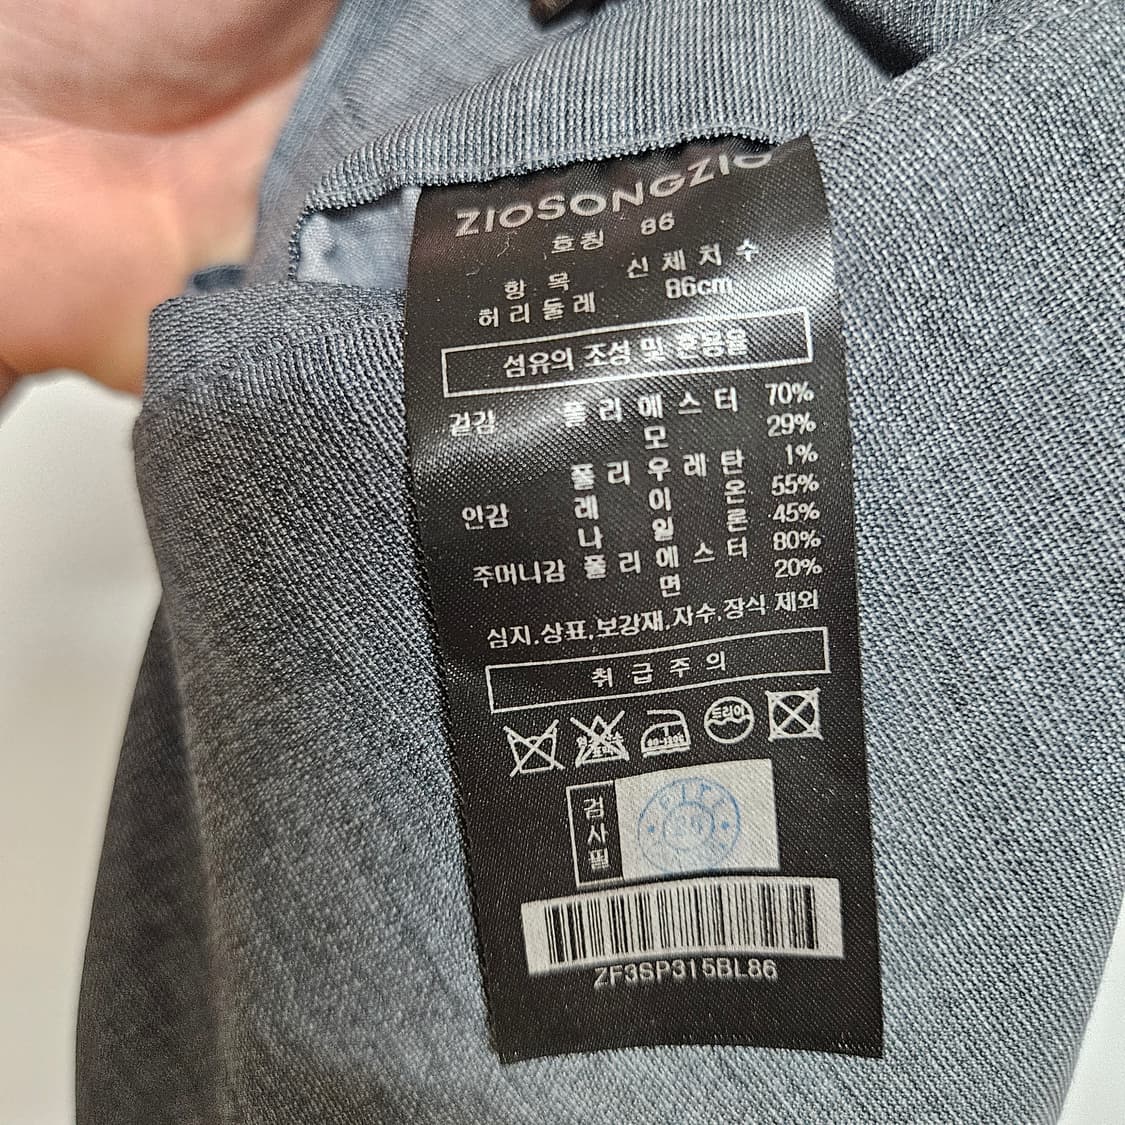 ZIOSONGZIO
호칭 86
항목 신체치수
허리둘레 86cm
섬유의 조성 및 혼용율
겉감 폴리에스터 70%
모 29%
폴리우레탄 1%
안감 레이온 55%
나일론 45%
주머니감 폴리에스터 80%
면 20%
심지,상표,보강재,자수,장식 제외
취급주의
드라이
검사필
ZF3SP315BL86